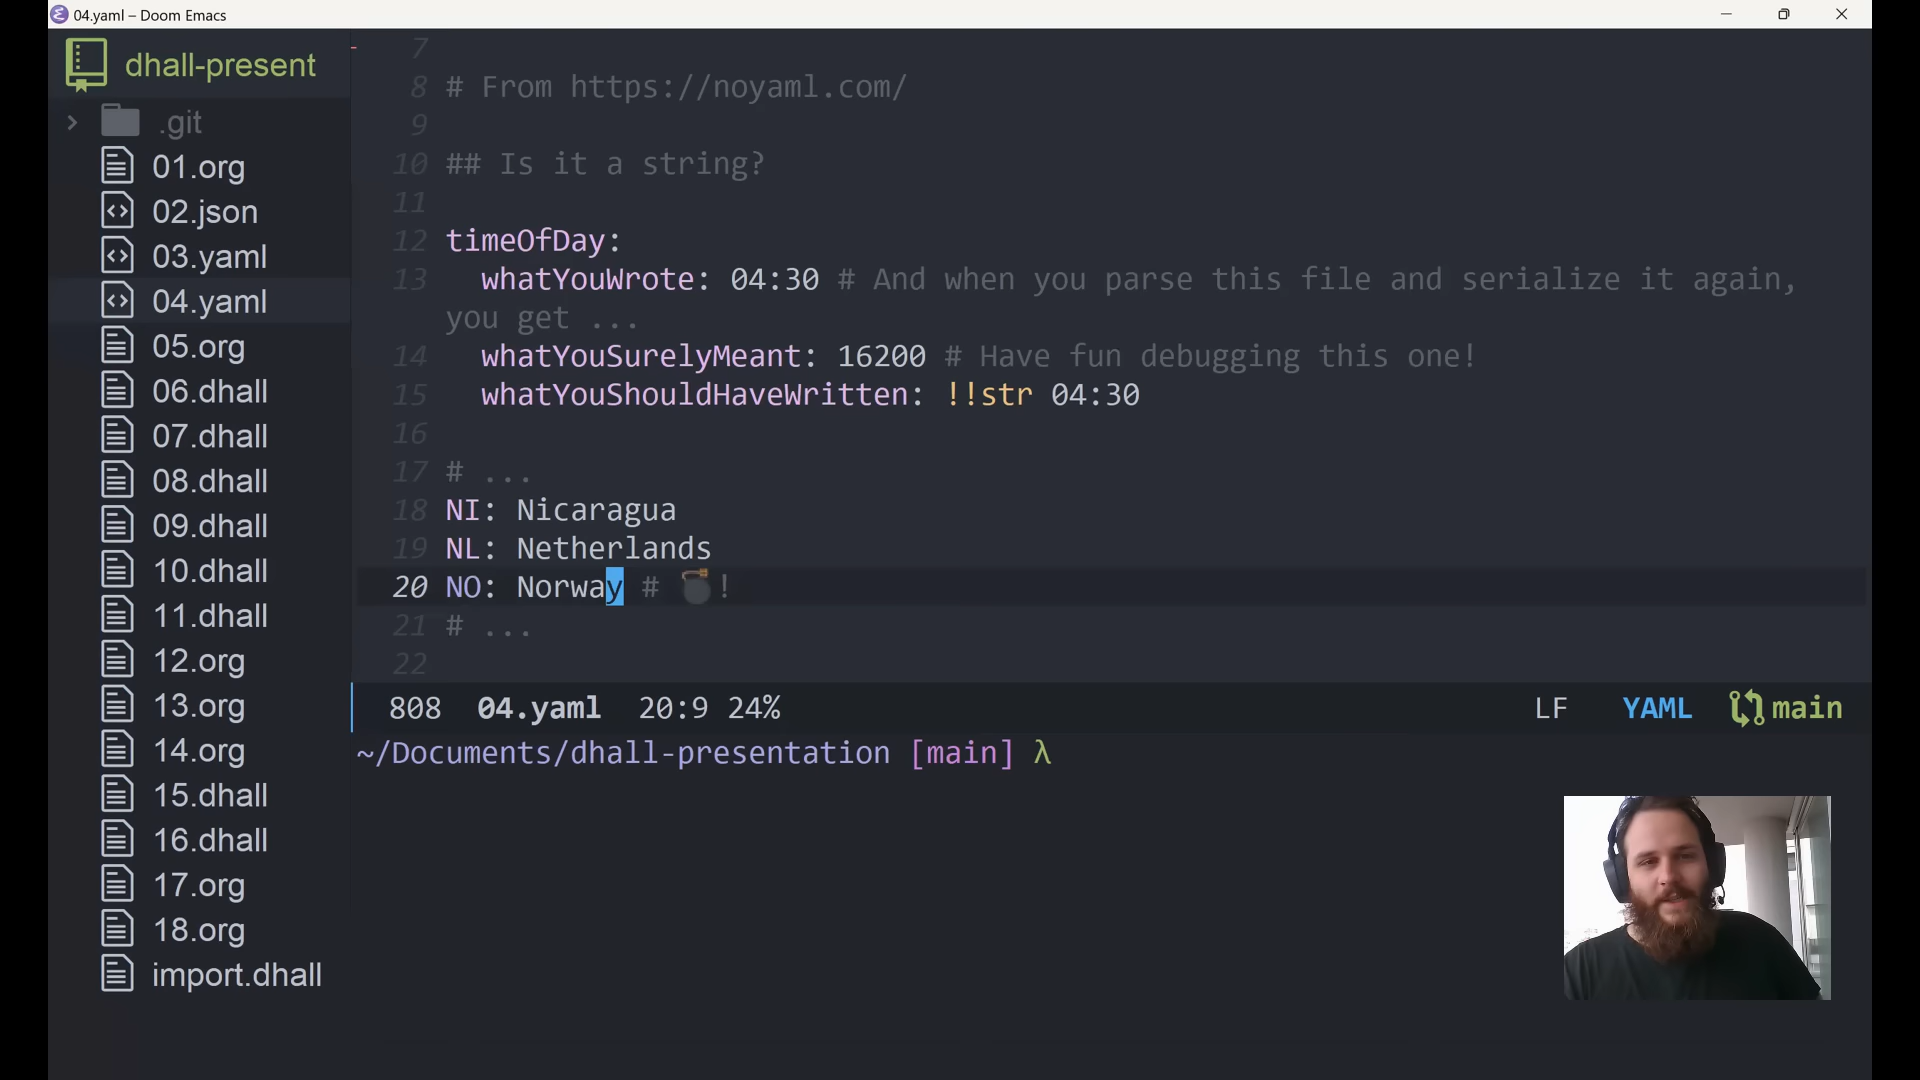 04.yaml – Doom Emacs
dhall-present
.git
01.org
02.json
03.yaml
04.yaml
05.org
06.dhall
07.dhall
08.dhall
09.dhall
10.dhall
11.dhall
12.org
13.org
14.org
15.dhall
16.dhall
17.org
18.org
import.dhall
7
8 # From https://noyaml.com/
9
10 ## Is it a string?
11
12 timeOfDay:
13 whatYouWrote: 04:30 # And when you parse this file and serialize it again,
you get ...
14 whatYouSurelyMeant: 16200 # Have fun debugging this one!
15 whatYouShouldHaveWritten: !!str 04:30
16
17 # ...
18 NI: Nicaragua
19 NL: Netherlands
20 NO: Norway # 💣!
21 # ...
22
808 04.yaml 20:9 24% LF YAML main
~/Documents/dhall-presentation [main] λ